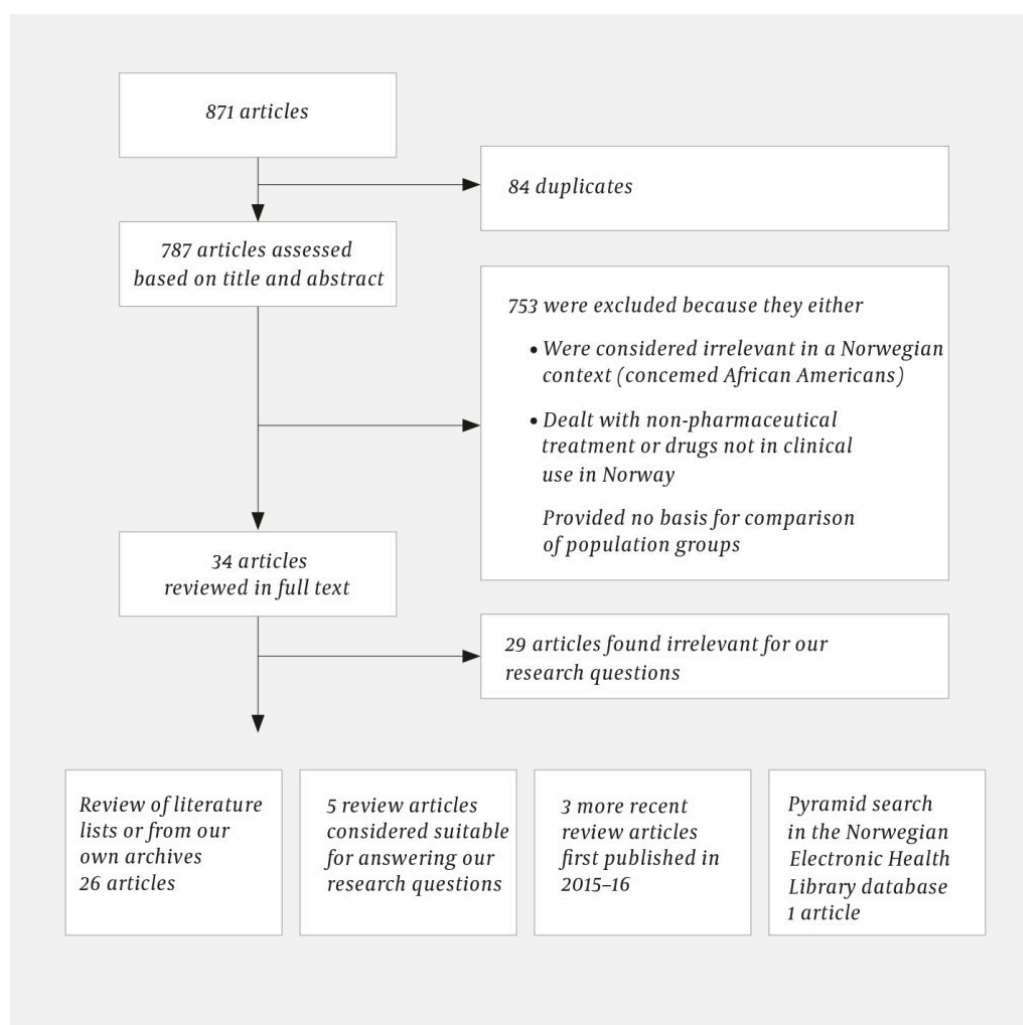 871 articles
84 duplicates
787 articles assessed
based on title and abstract
753 were excluded because they either
• Were considered irrelevant in a Norwegian
context (concemed African Americans)
• Dealt with non-pharmaceutical
treatment or drugs not in clinical
use in Norway
Provided no basis for comparison
of population groups
34 articles
reviewed in full text
29 articles found irrelevant for our
research questions
Review of literature
lists or from our
own archives
26 articles
5 review articles
considered suitable
for answering our
research questions
3 more recent
review articles
first published in
2015–16
Pyramid search
in the Norwegian
Electronic Health
Library database
1 article